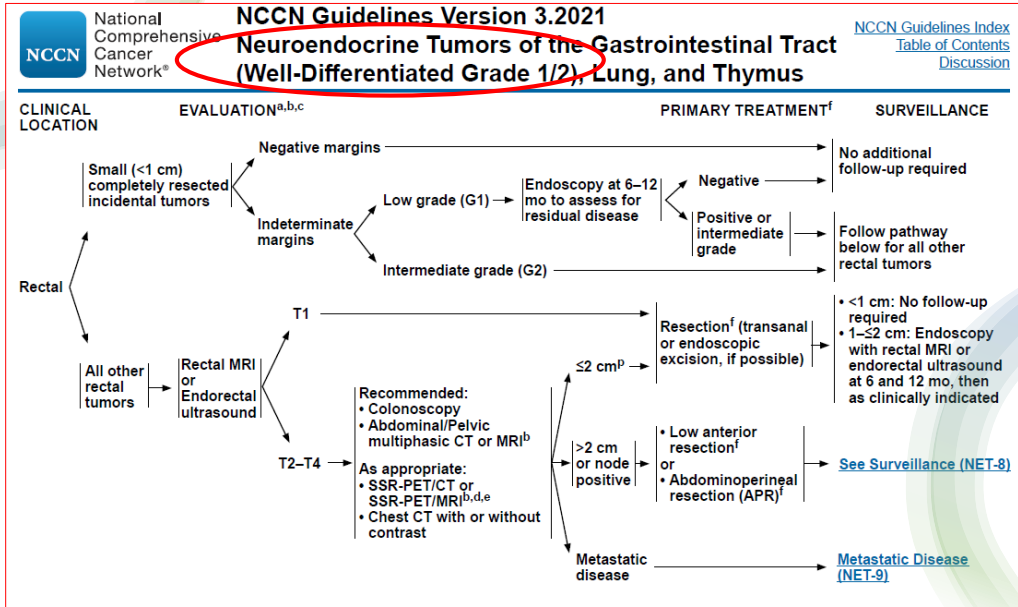 NCCN
National
Comprehensive
Cancer
Network®
NCCN Guidelines Version 3.2021
Neuroendocrine Tumors of the Gastrointestinal Tract
(Well-Differentiated Grade 1/2), Lung, and Thymus
NCCN Guidelines Index
Table of Contents
Discussion
CLINICAL
LOCATION
EVALUATIONa,b,c
PRIMARY TREATMENTf
SURVEILLANCE
Rectal
Small (<1 cm)
completely resected
incidental tumors
Negative margins
No additional
follow-up required
Indeterminate
margins
Low grade (G1)
Endoscopy at 6–12
mo to assess for
residual disease
Negative
Positive or
intermediate
grade
Intermediate grade (G2)
Follow pathway
below for all other
rectal tumors
All other
rectal
tumors
Rectal MRI
or
Endorectal
ultrasound
T1
T2–T4
Recommended:
• Colonoscopy
• Abdominal/Pelvic
multiphasic CT or MRIb
As appropriate:
• SSR-PET/CT or
SSR-PET/MRIb,d,e
• Chest CT with or without
contrast
≤2 cmp
Resectionf (transanal
or endoscopic
excision, if possible)
• <1 cm: No follow-up
required
• 1–≤2 cm: Endoscopy
with rectal MRI or
endorectal ultrasound
at 6 and 12 mo, then
as clinically indicated
>2 cm
or node
positive
• Low anterior
resectionf
or
• Abdominoperineal
resection (APR)f
See Surveillance (NET-8)
Metastatic
disease
Metastatic Disease
(NET-9)